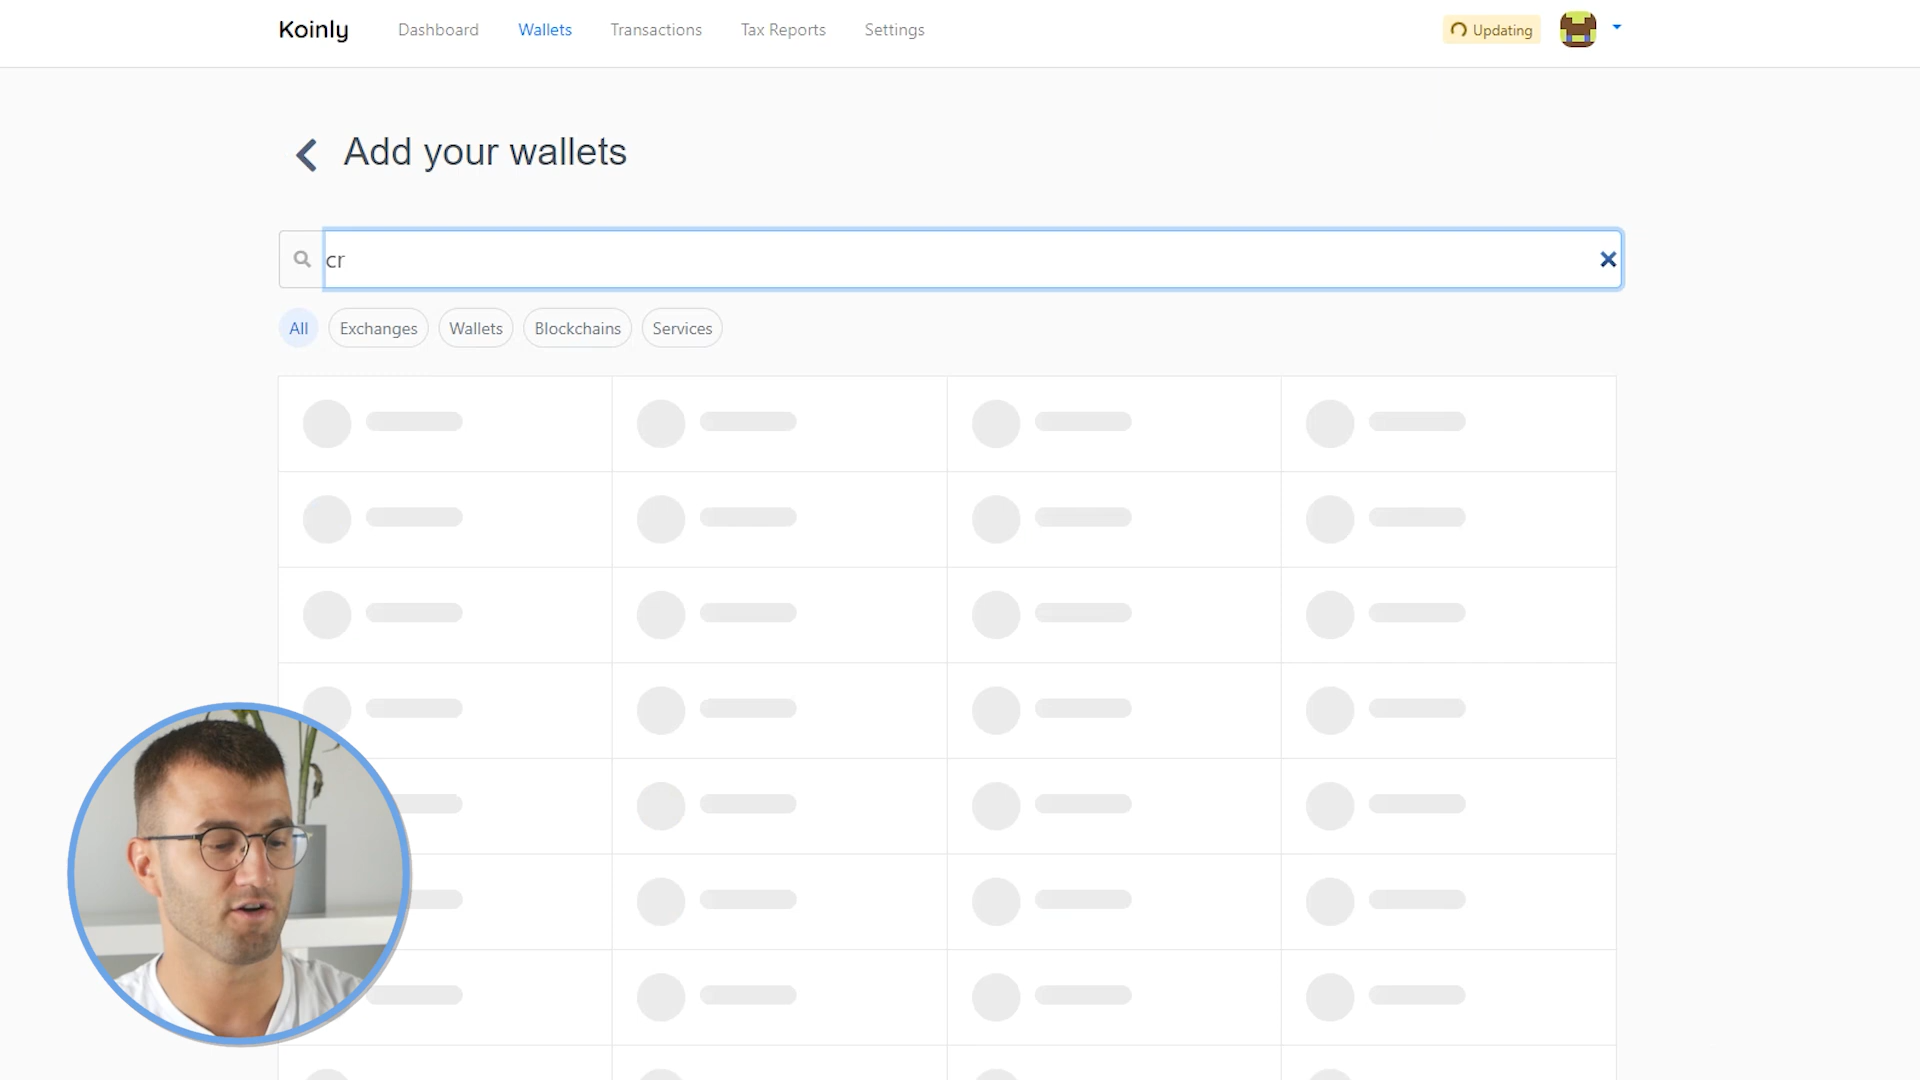 Koinly Dashboard Wallets Transactions Tax Reports Settings Updating
Add your wallets
cr
All Exchanges Wallets Blockchains Services